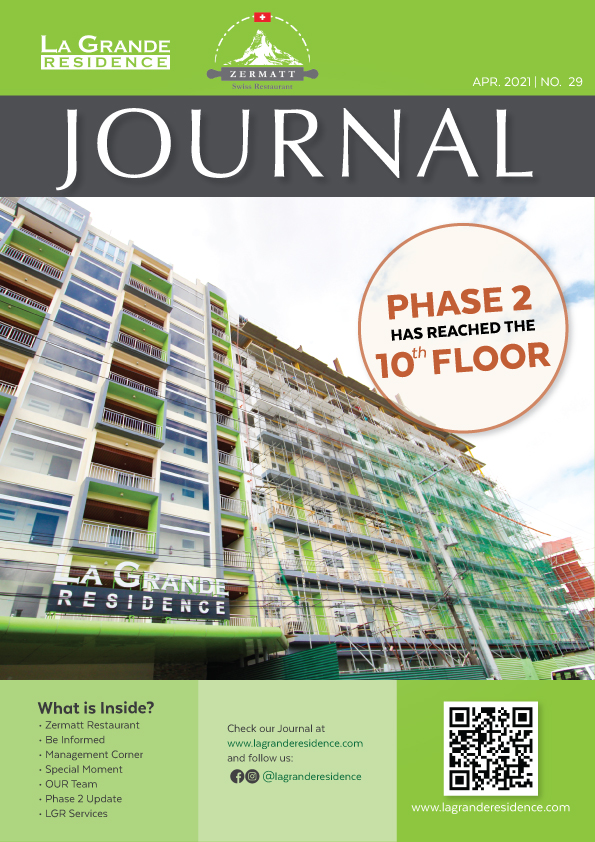 LA GRANDE
RESIDENCE
ZERMATT
Swiss Restaurant
APR. 2021 | NO. 29
JOURNAL
PHASE 2
HAS REACHED THE
10th FLOOR
LA GRANDE
RESIDENCE
What is Inside?
• Zermatt Restaurant
• Be Informed
• Management Corner
• Special Moment
• OUR Team
• Phase 2 Update
• LGR Services
Check our Journal at
www.lagranderesidence.com
and follow us:
@lagranderesidence
www.lagranderesidence.com